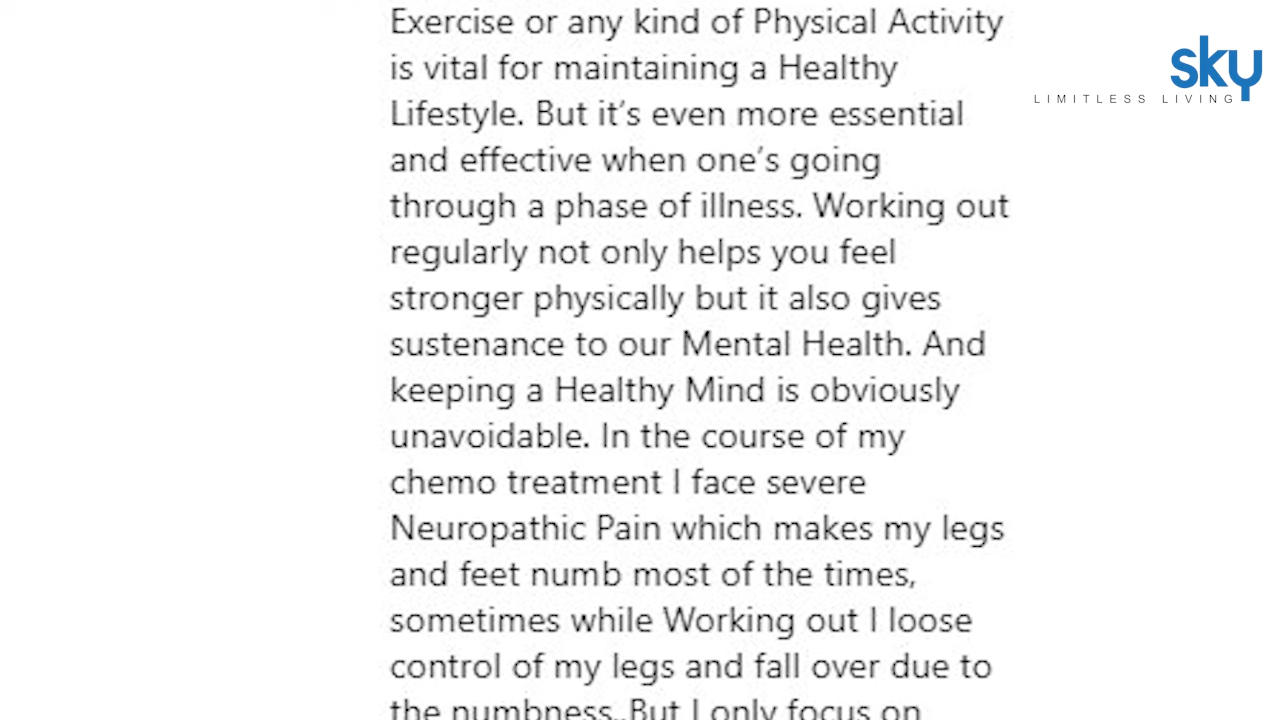 Exercise or any kind of Physical Activity
is vital for maintaining a Healthy
Lifestyle. But it’s even more essential
and effective when one’s going
through a phase of illness. Working out
regularly not only helps you feel
stronger physically but it also gives
sustenance to our Mental Health. And
keeping a Healthy Mind is obviously
unavoidable. In the course of my
chemo treatment I face severe
Neuropathic Pain which makes my legs
and feet numb most of the times,
sometimes while Working out I loose
control of my legs and fall over due to
the numbness..But I only focus on
sky
LIMITLESS LIVING